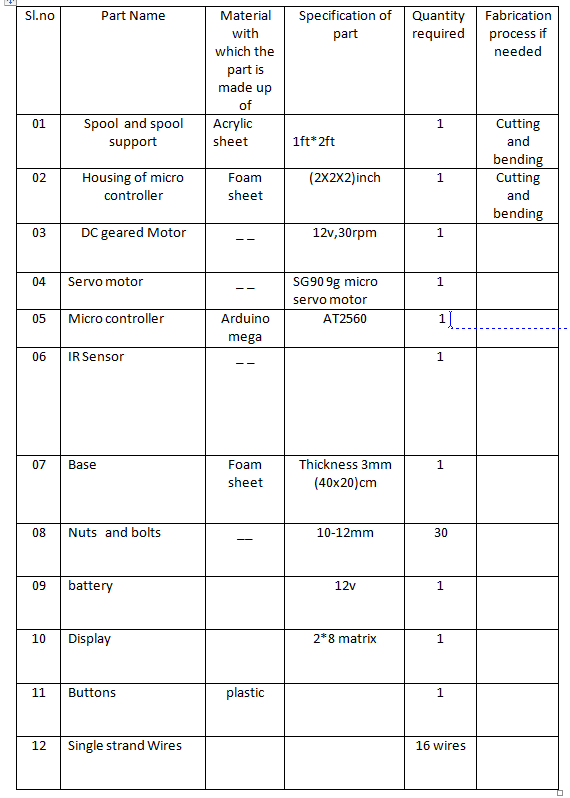 Sl.no
Part Name
Material
with
which the
part is
made up
of
Specification of
part
Quantity
required
Fabrication
process if
needed
01
Spool and spool
support
Acrylic
sheet
1ft*2ft
1
Cutting
and
bending
02
Housing of micro
controller
Foam
sheet
(2X2X2)inch
1
Cutting
and
bending
03
DC geared Motor
_ _
12v,30rpm
1
04
Servo motor
_ _
SG90 9g micro
servo motor
1
05
Micro controller
Arduino
mega
AT2560
1
06
IR Sensor
_ _
1
07
Base
Foam
sheet
Thickness 3mm
(40x20)cm
1
08
Nuts and bolts
__
10-12mm
30
09
battery
12v
1
10
Display
2*8 matrix
1
11
Buttons
plastic
1
12
Single strand Wires
16 wires